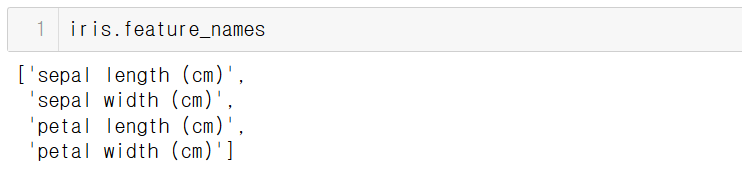 1 iris.feature_names
['sepal length (cm)',
'sepal width (cm)',
'petal length (cm)',
'petal width (cm)']